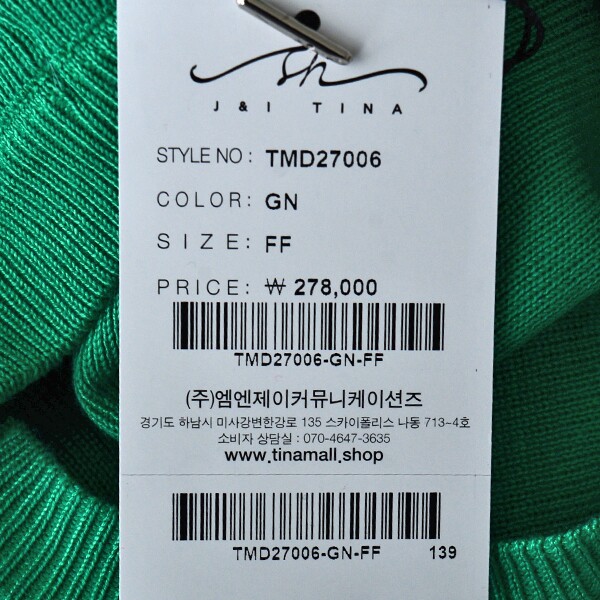 J & I TINA
STYLE NO : TMD27006
COLOR : GN
SIZE : FF
PRICE : ₩ 278,000
TMD27006-GN-FF
(주)엠엔제이커뮤니케이션즈
경기도 하남시 미사강변한강로 135 스카이폴리스 나동 713-4호
소비자 상담실 : 070-4647-3635
www.tinamall.shop
TMD27006-GN-FF 139